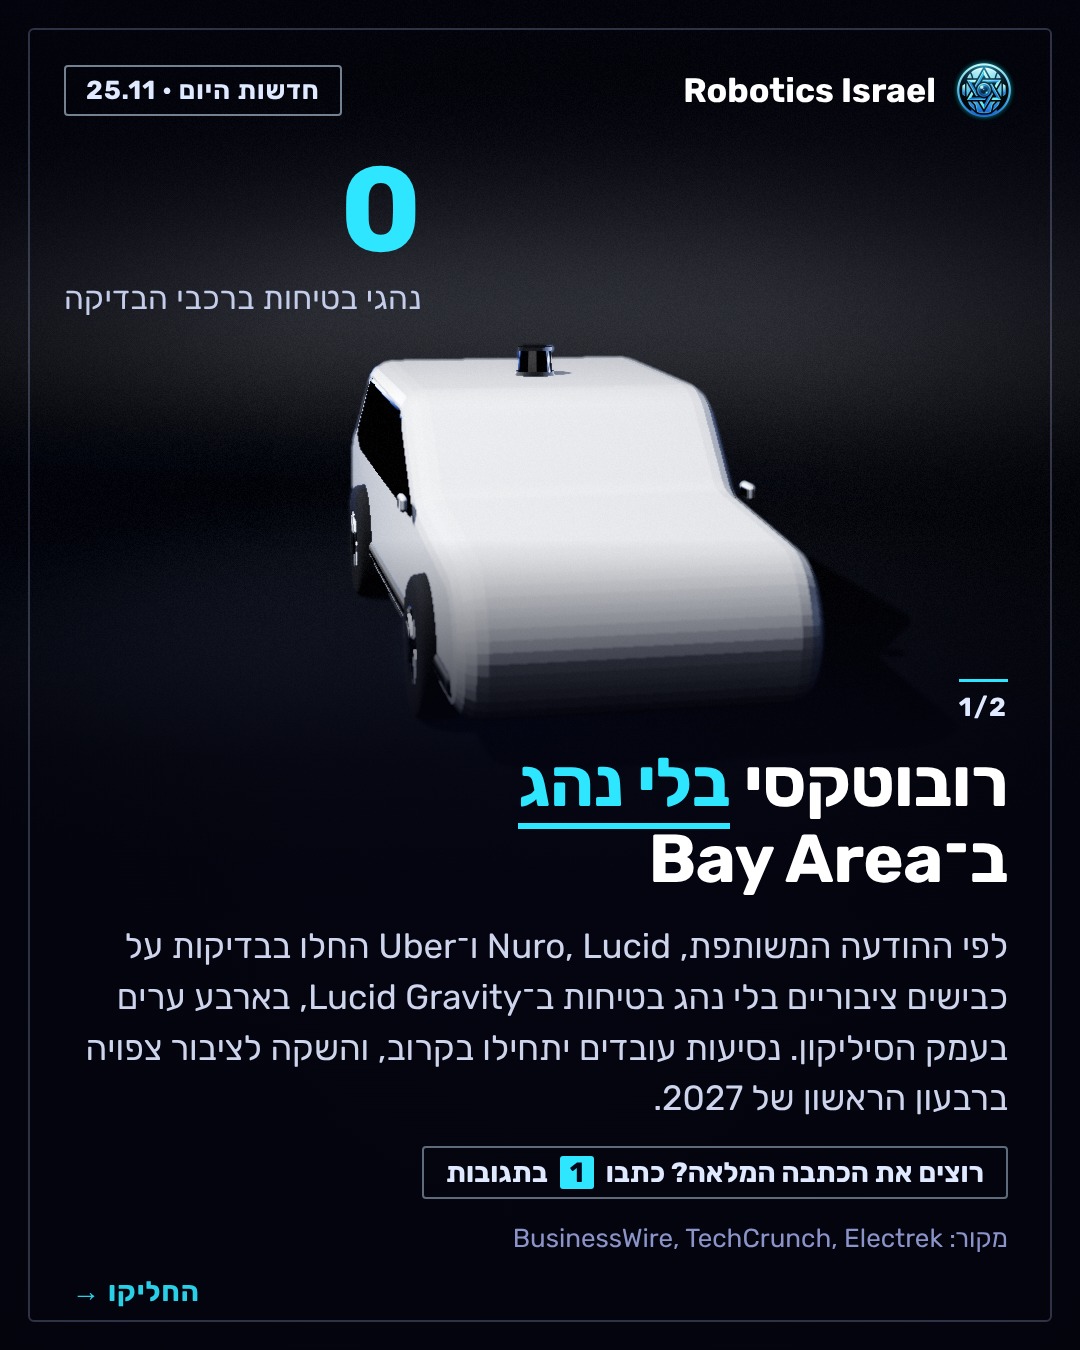 Robotics Israel
חדשות היום • 25.11
0
נהגי בטיחות ברכבי הבדיקה
1/2
רובוטקסי בלי נהג
ב־Bay Area
לפי ההודעה המשותפת, Nuro, Lucid ו־Uber החלו בבדיקות על
כבישים ציבוריים בלי נהג בטיחות ב־Lucid Gravity, בארבע ערים
בעמק הסיליקון. נסיעות עובדים יתחילו בקרוב, והשקה לציבור צפויה
ברבעון הראשון של 2027.
רוצים את הכתבה המלאה? כתבו 1 בתגובות
מקור: BusinessWire, TechCrunch, Electrek
החליקו →